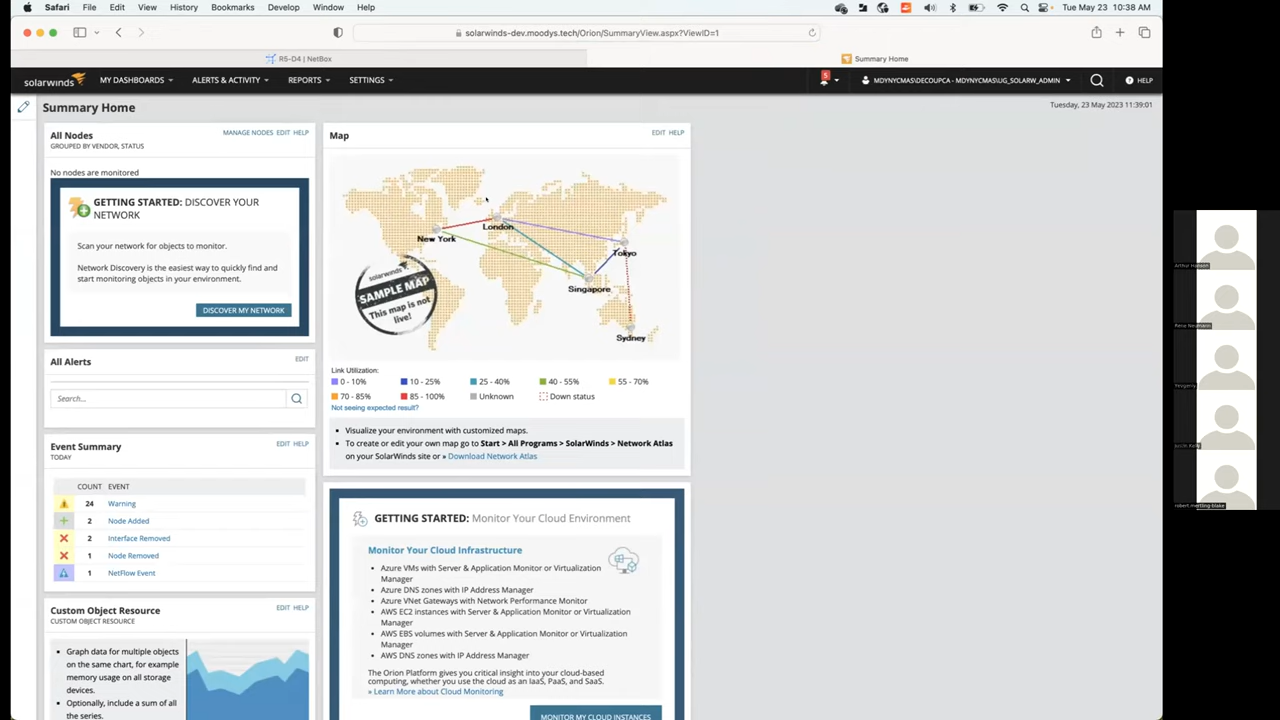 Safari File Edit View History Bookmarks Develop Window Help Tue May 23 10:38 AM
solarwinds-dev.moodys.tech/Orion/SummaryView.aspx?ViewID=1
R5-D4 | NetBox
Summary Home
solarwinds MY DASHBOARDS ALERTS & ACTIVITY REPORTS SETTINGS 5 MDYNYCMAS\DECOUPCA - MDYNYCMAS\UG_SOLARW_ADMIN HELP
Summary Home
Tuesday, 23 May 2023 11:39:01
All Nodes MANAGE NODES EDIT HELP
GROUPED BY VENDOR, STATUS
No nodes are monitored
GETTING STARTED: DISCOVER YOUR
NETWORK
Scan your network for objects to monitor.
Network Discovery is the easiest way to quickly find and
start monitoring objects in your environment.
DISCOVER MY NETWORK
All Alerts EDIT
Search...
Event Summary EDIT HELP
TODAY
COUNT EVENT
24 Warning
2 Node Added
2 Interface Removed
1 Node Removed
1 NetFlow Event
Custom Object Resource EDIT HELP
CUSTOM OBJECT RESOURCE
Graph data for multiple objects
on the same chart, for example
memory usage on all storage
devices.
Optionally, include a sum of all
the series.
Map EDIT HELP
New York
London
Tokyo
Singapore
Sydney
solarwinds
SAMPLE MAP
This map is not
live!
Link Utilization:
0 - 10% 10 - 25% 25 - 40% 40 - 55% 55 - 70%
70 - 85% 85 - 100% Unknown Down status
Not seeing expected result?
Visualize your environment with customized maps.
To create or edit your own map go to Start > All Programs > SolarWinds > Network Atlas
on your SolarWinds site or » Download Network Atlas
GETTING STARTED: Monitor Your Cloud Environment
Monitor Your Cloud Infrastructure
Azure VMs with Server & Application Monitor or Virtualization
Manager
Azure DNS zones with IP Address Manager
Azure VNet Gateways with Network Performance Monitor
AWS EC2 instances with Server & Application Monitor or Virtualization
Manager
AWS EBS volumes with Server & Application Monitor or Virtualization
Manager
AWS DNS zones with IP Address Manager
The Orion Platform gives you critical insight into your cloud-based
computing, whether you use the cloud as an IaaS, PaaS, and SaaS.
» Learn More about Cloud Monitoring
MONITOR MY CLOUD INSTANCES
Rene Neumann
Yevgeniy
Justin Kelly
robert.mertling-blake